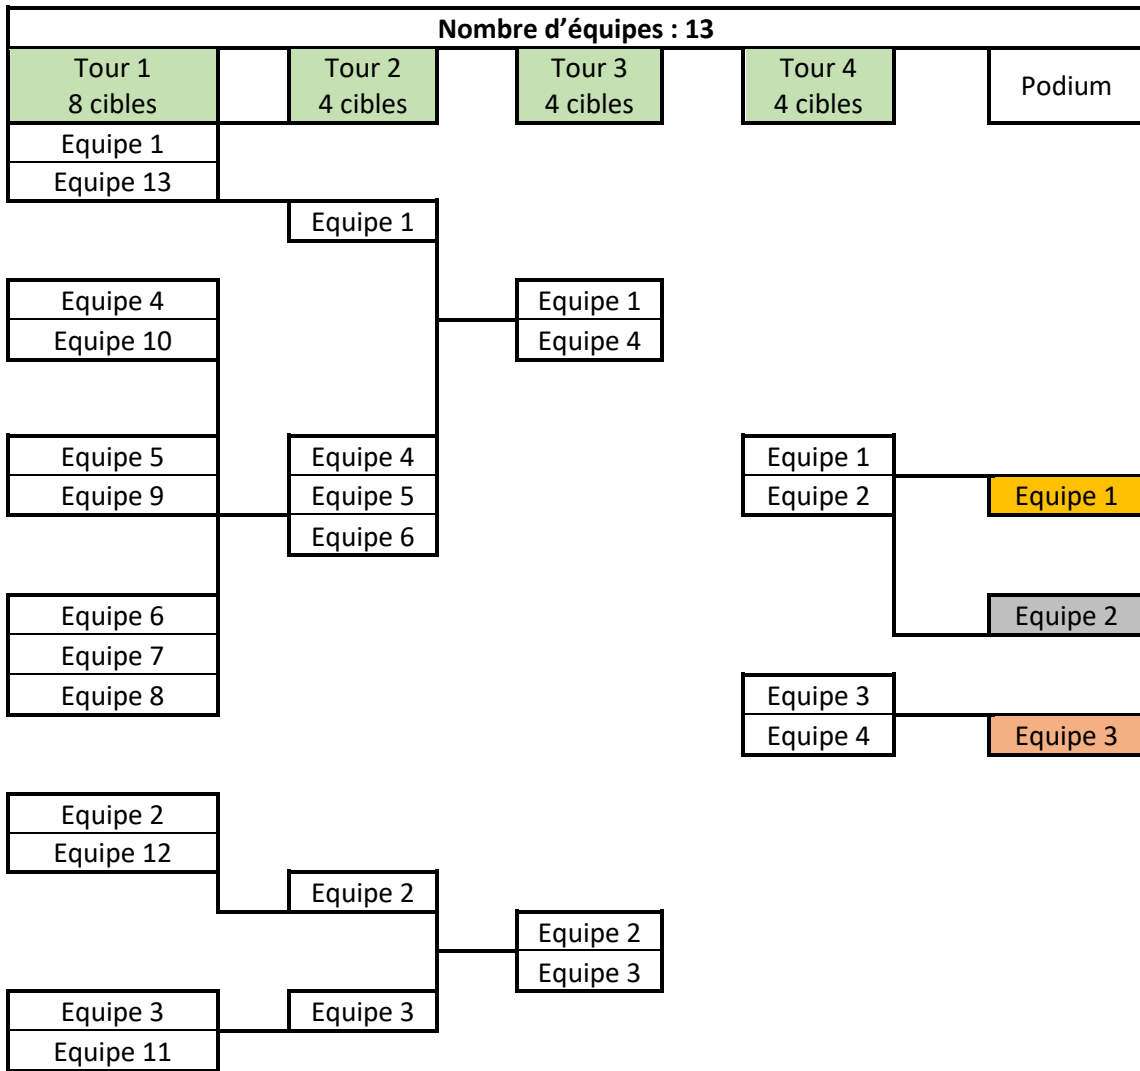 Nombre d’équipes : 13
Tour 1
8 cibles
Tour 2
4 cibles
Tour 3
4 cibles
Tour 4
4 cibles
Podium
Equipe 1
Equipe 13
Equipe 1
Equipe 4
Equipe 10
Equipe 1
Equipe 4
Equipe 5
Equipe 9
Equipe 4
Equipe 5
Equipe 6
Equipe 1
Equipe 2
Equipe 1
Equipe 6
Equipe 7
Equipe 8
Equipe 2
Equipe 3
Equipe 4
Equipe 3
Equipe 2
Equipe 12
Equipe 2
Equipe 2
Equipe 3
Equipe 3
Equipe 11
Equipe 3